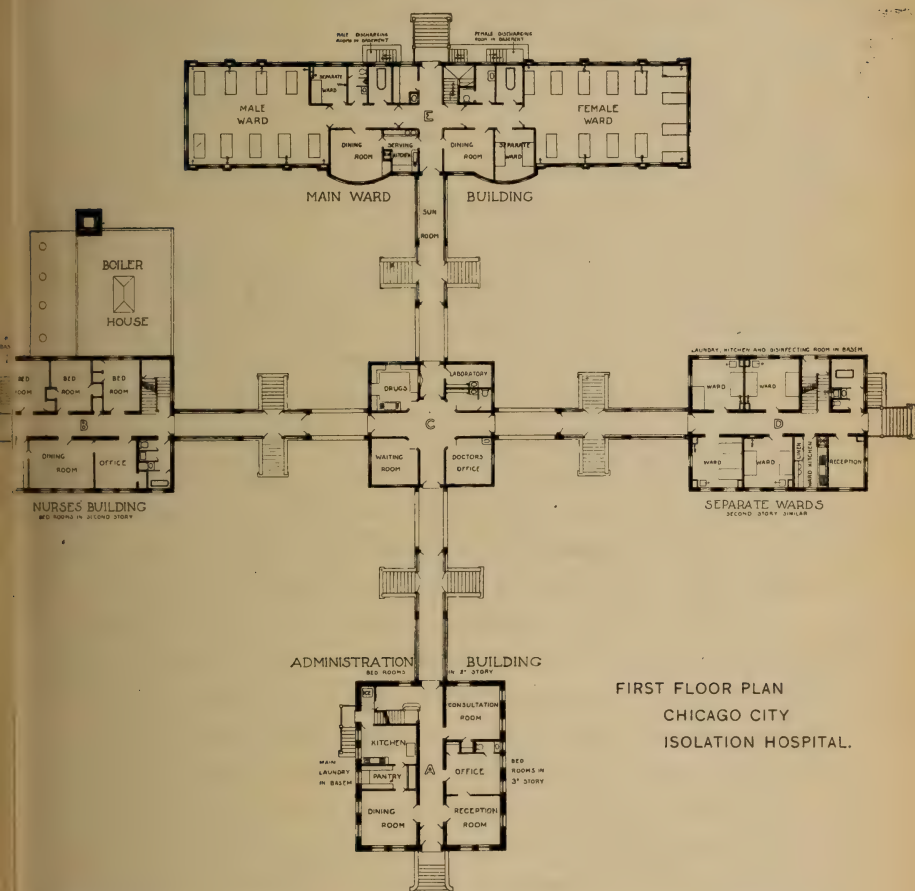 MALE DISCHARGING
ROOMS IN BASEMENT
FEMALE DISCHARGING
ROOM IN BASEMENT
SEPARATE
WARD
MALE
WARD
E
FEMALE
WARD
DINING
ROOM
SERVING
KITCHEN
DINING
ROOM
SEPARATE
WARD
MAIN WARD BUILDING
SUN
ROOM
BOILER
HOUSE
BED
ROOM
BED
ROOM
BED
ROOM
B
DINING
ROOM
OFFICE
NURSES BUILDING
BED ROOMS IN SECOND STORY
DRUGS
LABORATORY
C
WAITING
ROOM
DOCTORS
OFFICE
LAUNDRY, KITCHEN AND DISINFECTING ROOM IN BASEM.
WARD
WARD
D
WARD
WARD
LINEN
WARD KITCHEN
RECEPTION
SEPARATE WARDS
SECOND STORY SIMILAR
ADMINISTRATION BUILDING
BED ROOMS IN 2º STORY
ICE
CONSULTATION
ROOM
KITCHEN
MAIN
LAUNDRY
IN BASEM
PANTRY
A
OFFICE
BED
ROOMS IN
3º STORY
DINING
ROOM
RECEPTION
ROOM
FIRST FLOOR PLAN
CHICAGO CITY
ISOLATION HOSPITAL.